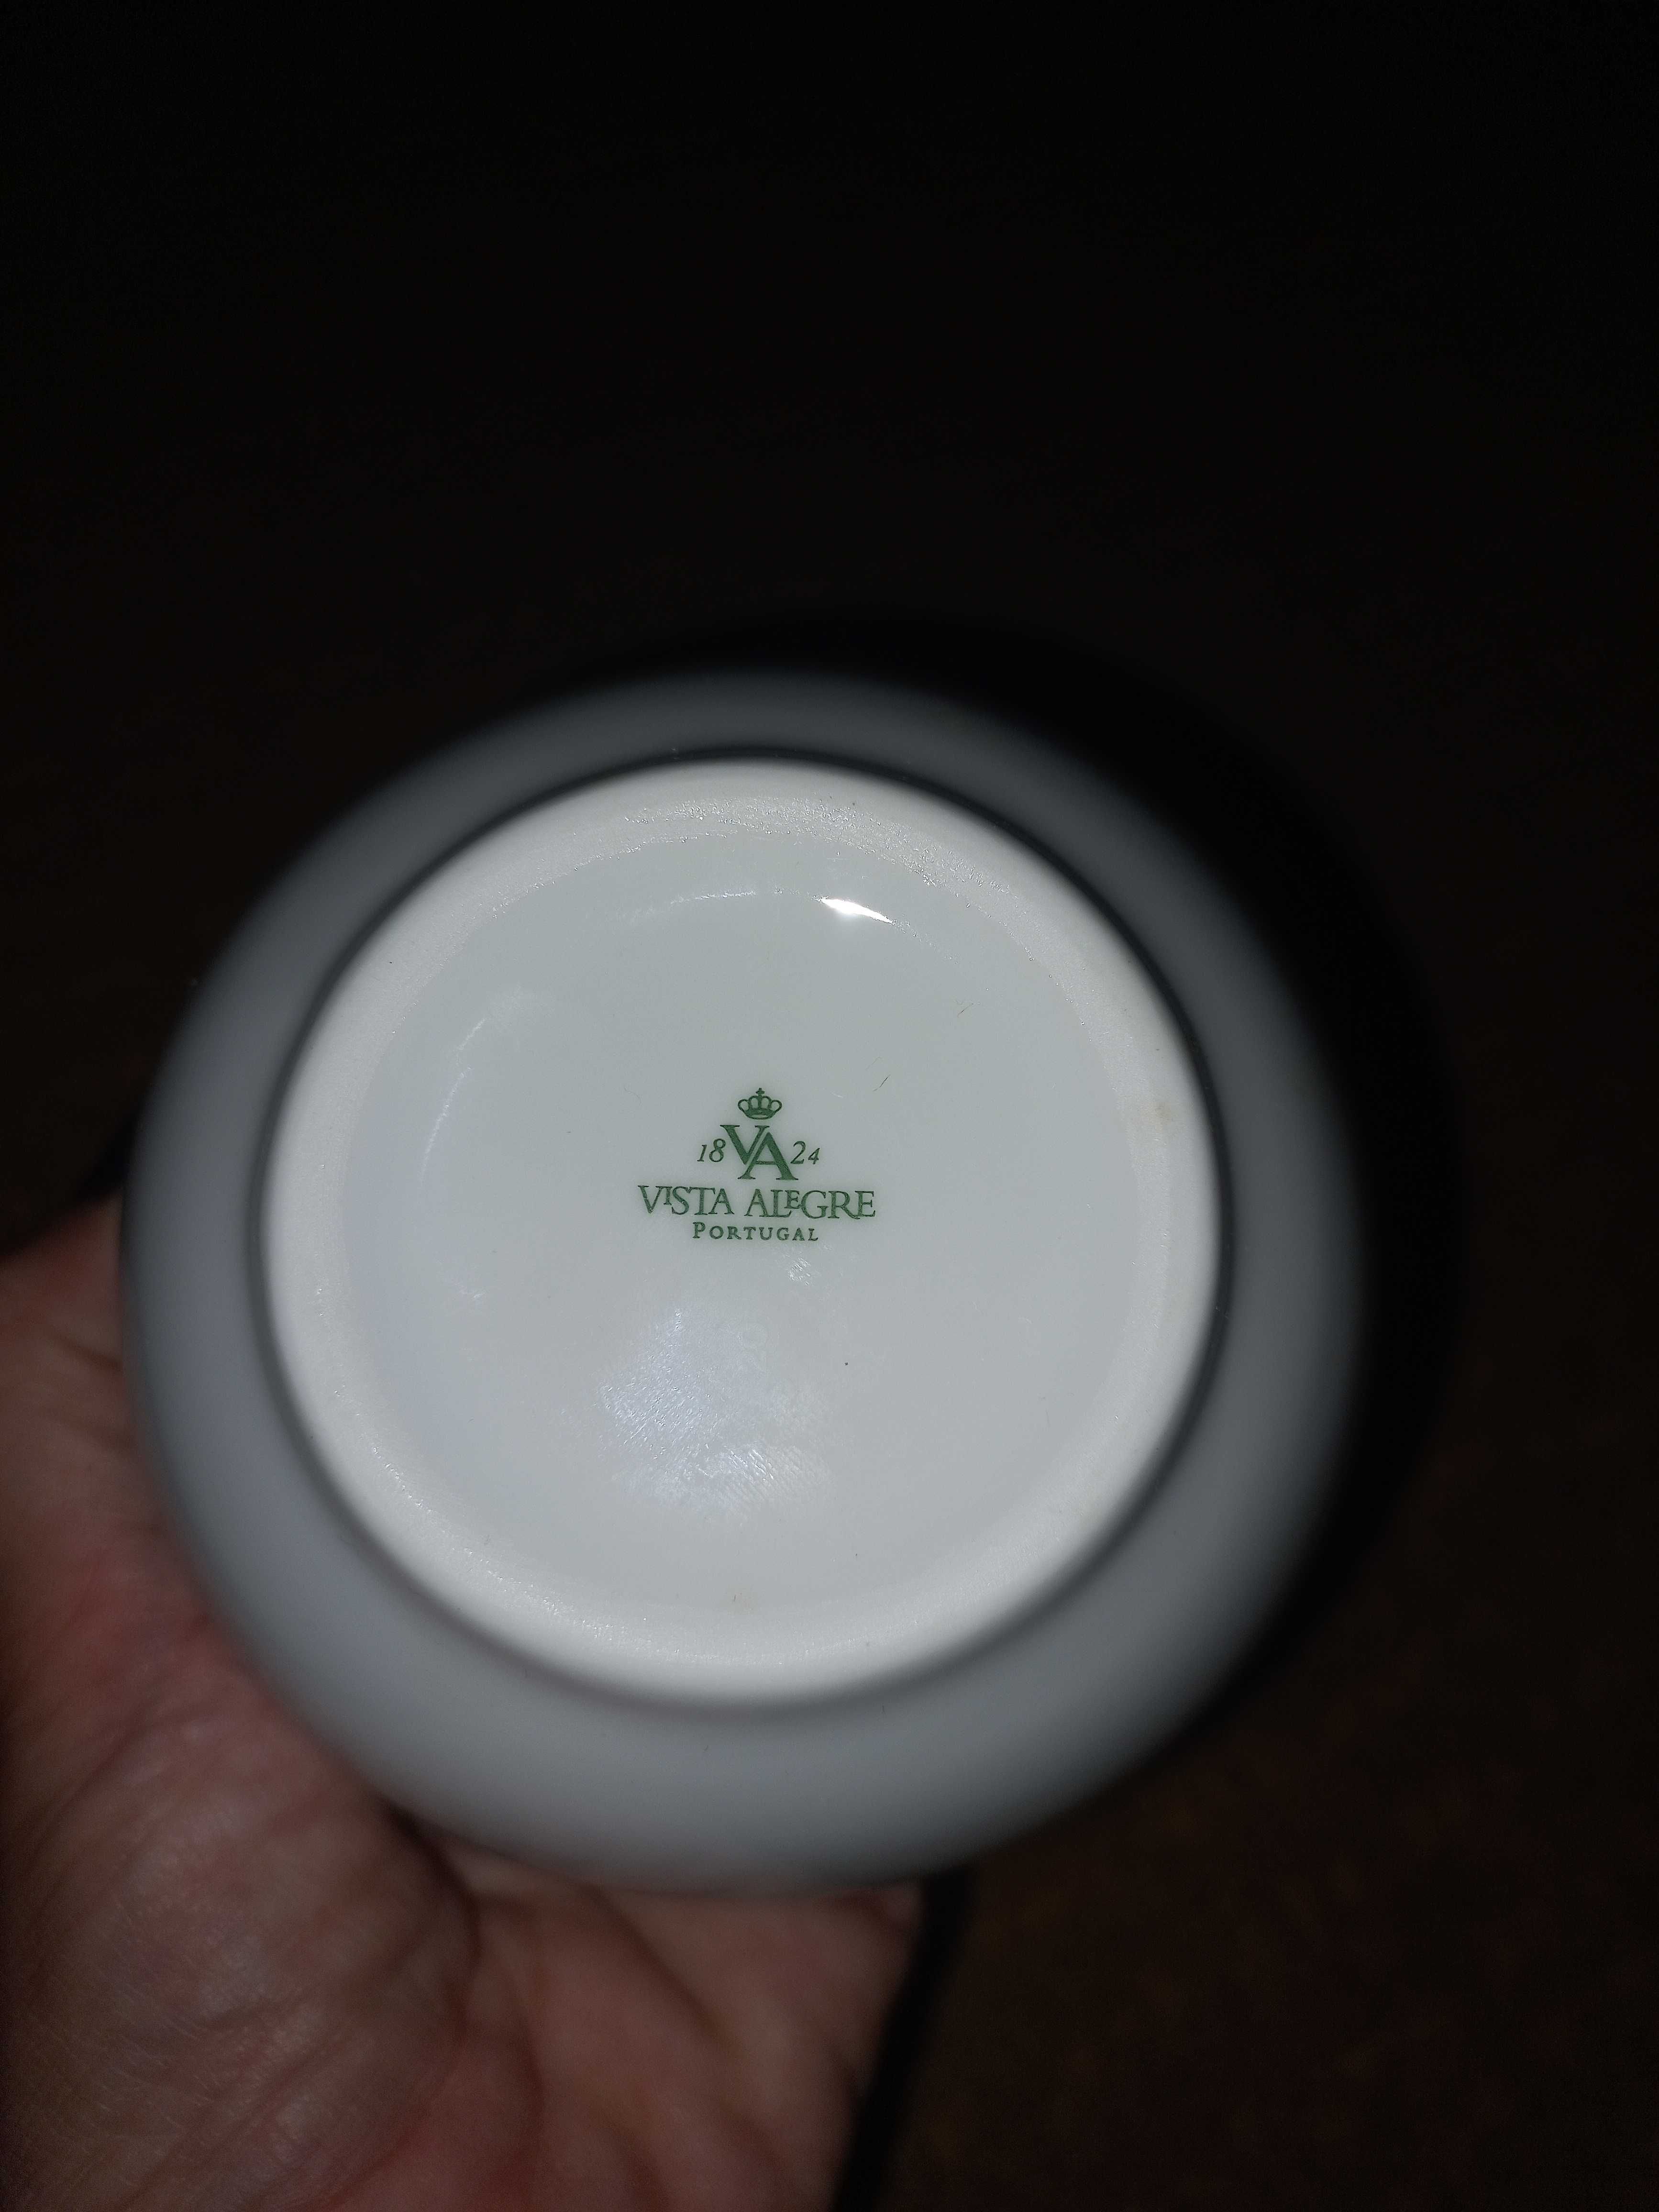 18 VA 24
VISTA ALEGRE
PORTUGAL